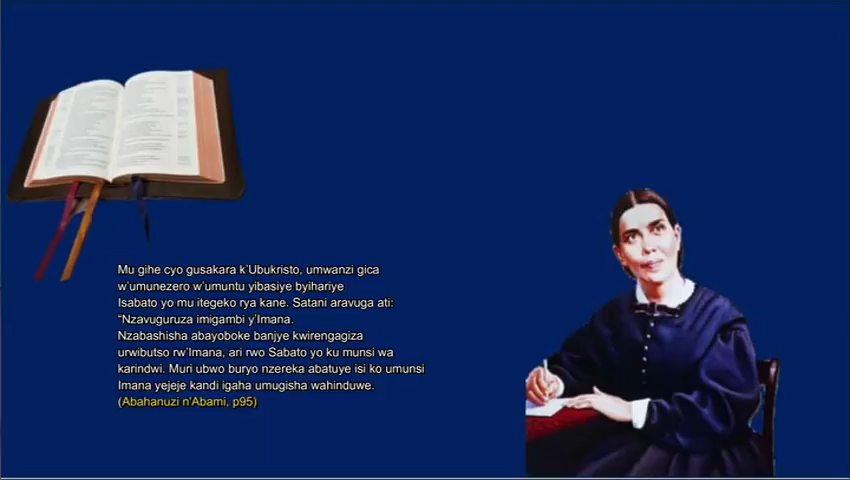 Mu gihe cyo gusakara k'Ubukristo, umwanzi gica
w'umunezero w'umuntu yibasiye byihariye
Isabato yo mu itegeko rya kane. Satani aravuga ati:
“Nzavuguruza imigambi y'Imana.
Nzabashisha abayoboke banjye kwirengagiza
urwibutso rw'Imana, ari rwo Sabato yo ku munsi wa
karindwi. Muri ubwo buryo nzereka abatuye isi ko umunsi
Imana yejeje kandi igaha umugisha wahinduwe.
(Abahanuzi n'Abami, p95)